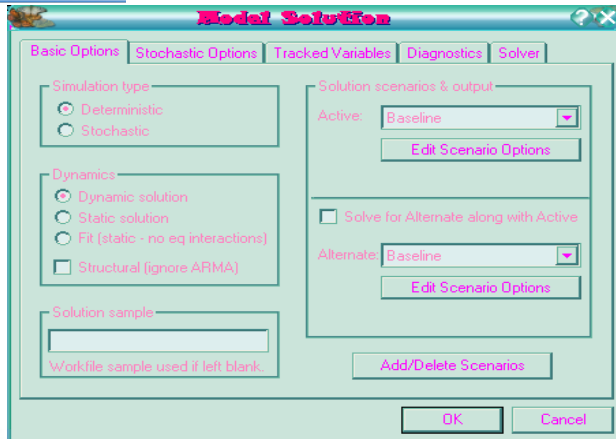 Model Solution
Basic Options Stochastic Options Tracked Variables Diagnostics Solver
Simulation type
Deterministic
Stochastic
Dynamics
Dynamic solution
Static solution
Fit (static - no eq interactions)
Structural (ignore ARMA)
Solution sample
Workfile sample used if left blank.
Solution scenarios & output
Active: Baseline
Edit Scenario Options
Solve for Alternate along with Active
Alternate: Baseline
Edit Scenario Options
Add/Delete Scenarios
OK Cancel